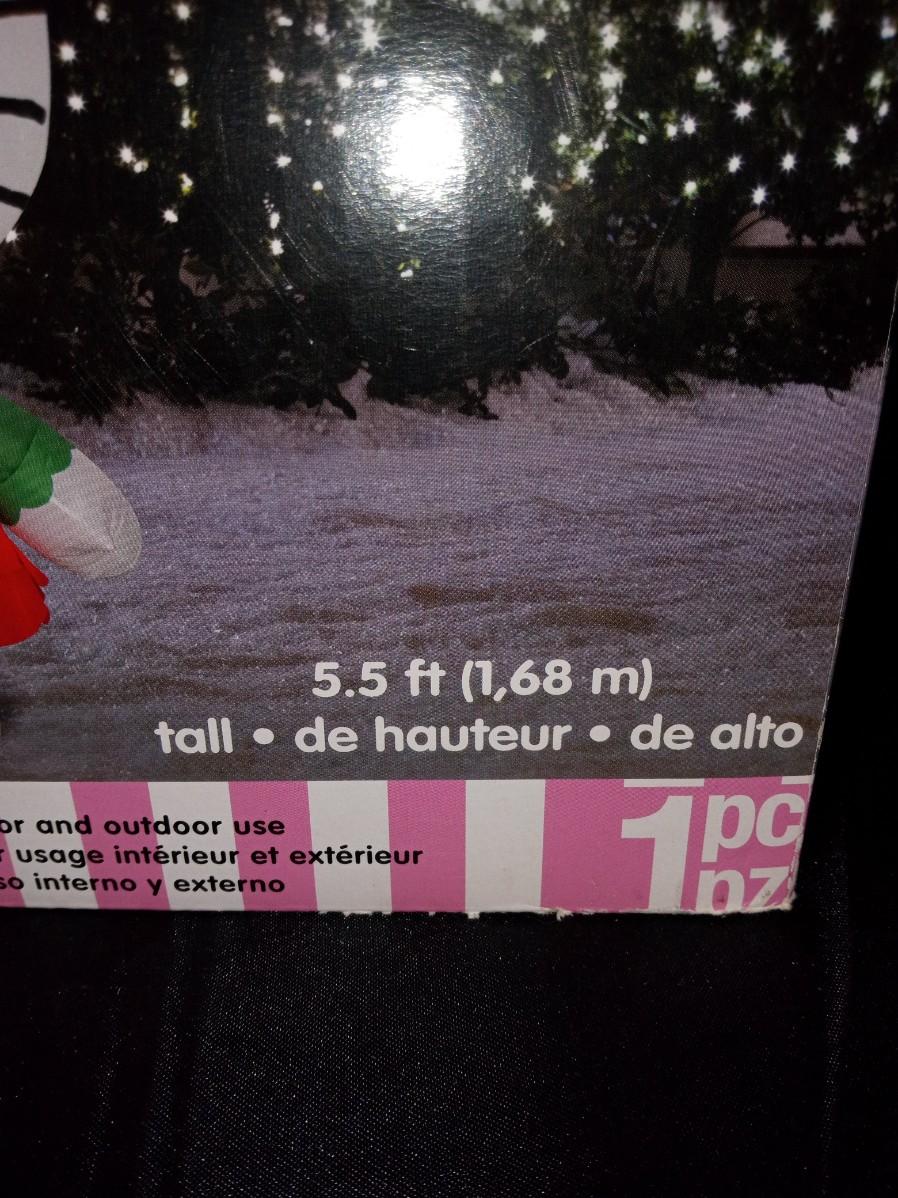 5.5 ft (1,68 m)
tall • de hauteur • de alto
or and outdoor use
r usage intérieur et extérieur
so interno y externo
1 pc
pz